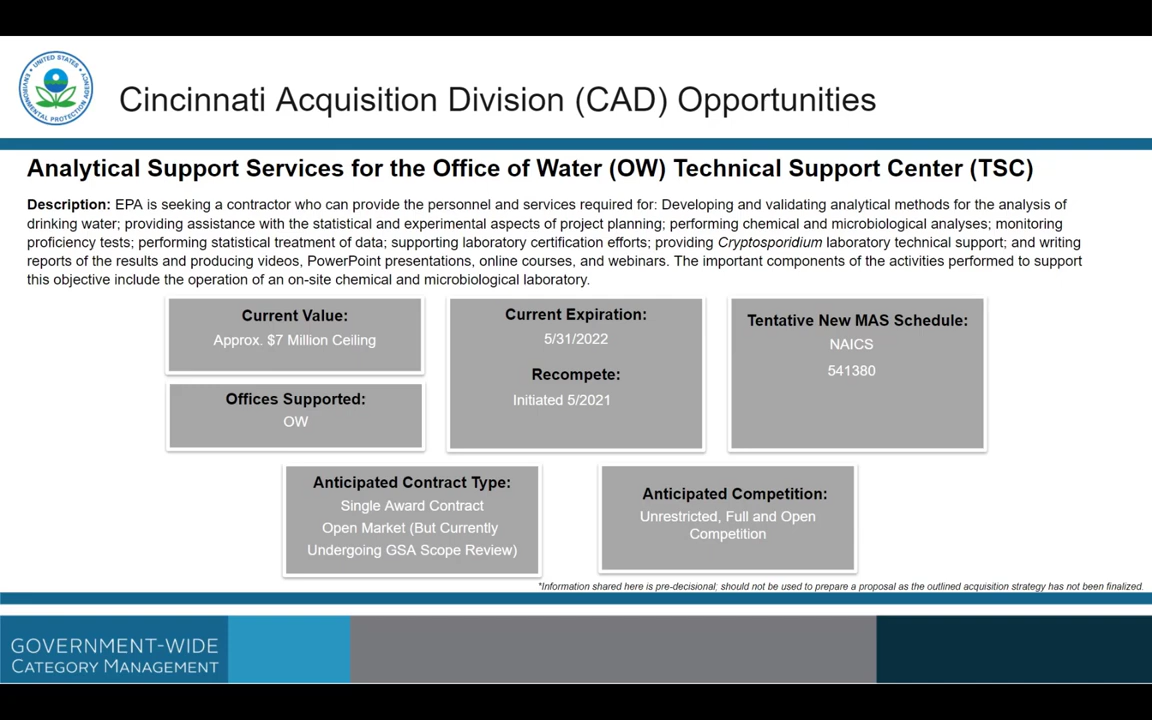 UNITED STATES
ENVIRONMENTAL PROTECTION AGENCY
Cincinnati Acquisition Division (CAD) Opportunities
Analytical Support Services for the Office of Water (OW) Technical Support Center (TSC)
Description: EPA is seeking a contractor who can provide the personnel and services required for: Developing and validating analytical methods for the analysis of
drinking water; providing assistance with the statistical and experimental aspects of project planning; performing chemical and microbiological analyses; monitoring
proficiency tests; performing statistical treatment of data; supporting laboratory certification efforts; providing Cryptosporidium laboratory technical support; and writing
reports of the results and producing videos, PowerPoint presentations, online courses, and webinars. The important components of the activities performed to support
this objective include the operation of an on-site chemical and microbiological laboratory.
Current Value:
Approx. $7 Million Ceiling
Offices Supported:
OW
Current Expiration:
5/31/2022
Recompete:
Initiated 5/2021
Tentative New MAS Schedule:
NAICS
541380
Anticipated Contract Type:
Single Award Contract
Open Market (But Currently
Undergoing GSA Scope Review)
Anticipated Competition:
Unrestricted, Full and Open
Competition
*Information shared here is pre-decisional; should not be used to prepare a proposal as the outlined acquisition strategy has not been finalized.
GOVERNMENT-WIDE
CATEGORY MANAGEMENT